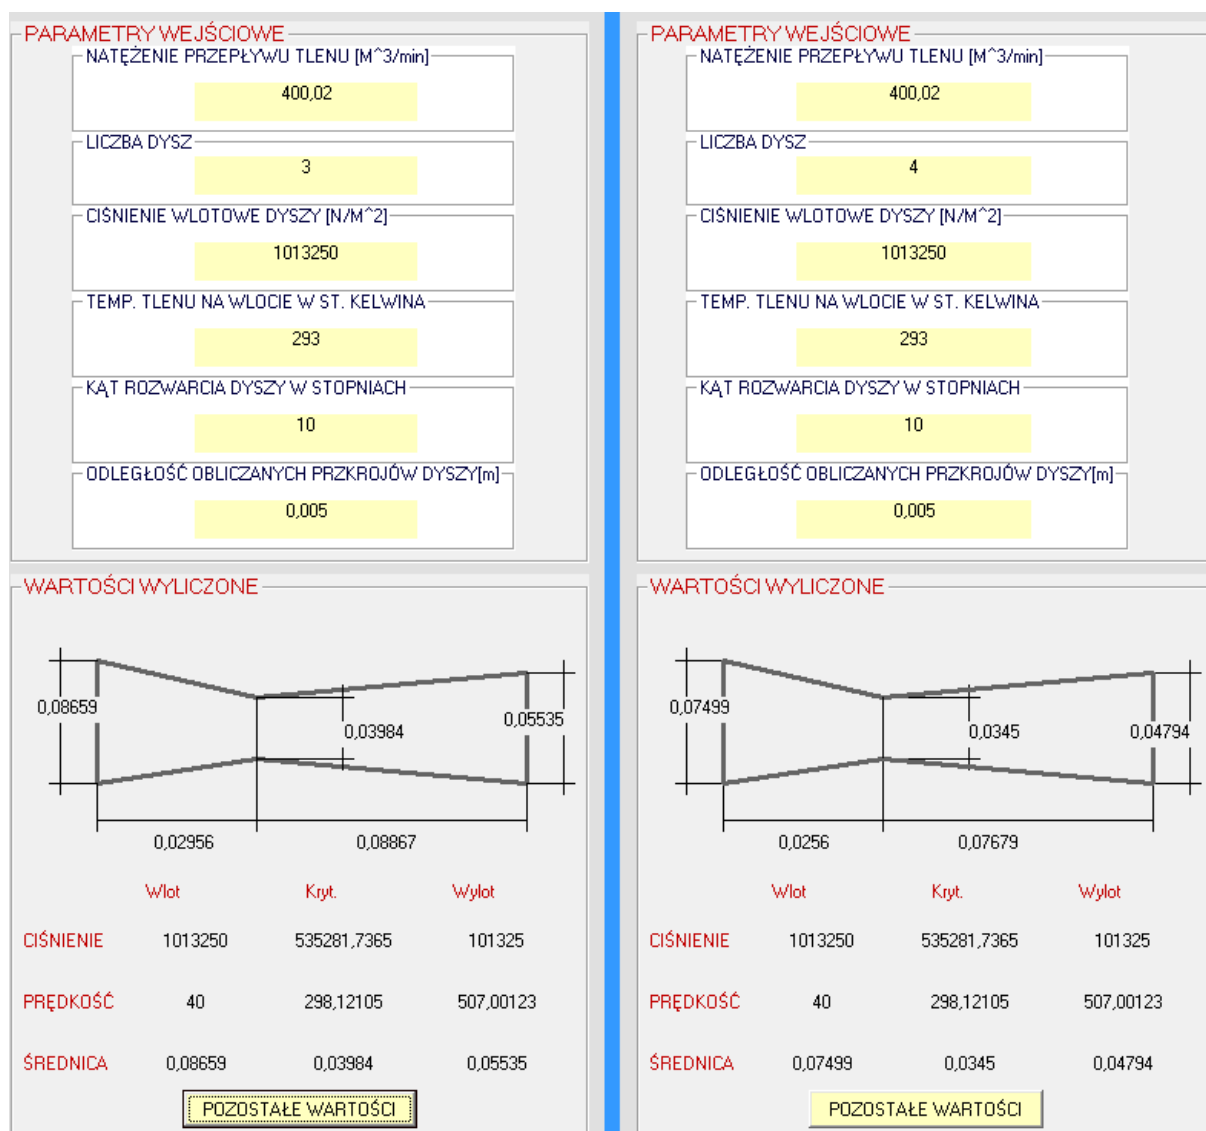 PARAMETRY WEJŚCIOWE
NATĘŻENIE PRZEPŁYWU TLENU [M^3/min]
400,02
LICZBA DYSZ
3
CIŚNIENIE WLOTOWE DYSZY [N/M^2]
1013250
TEMP. TLENU NA WLOCIE W ST. KELWINA
293
KĄT ROZWARCIA DYSZY W STOPNIACH
10
ODLEGŁOŚĆ OBLICZANYCH PRZKROJÓW DYSZY[m]
0,005
WARTOŚCI WYLICZONE
0,08659
0,03984
0,05535
0,02956 0,08867
Wlot Kryt. Wylot
CIŚNIENIE 1013250 535281,7365 101325
PRĘDKOŚĆ 40 298,12105 507,00123
ŚREDNICA 0,08659 0,03984 0,05535
POZOSTAŁE WARTOŚCI
PARAMETRY WEJŚCIOWE
NATĘŻENIE PRZEPŁYWU TLENU [M^3/min]
400,02
LICZBA DYSZ
4
CIŚNIENIE WLOTOWE DYSZY [N/M^2]
1013250
TEMP. TLENU NA WLOCIE W ST. KELWINA
293
KĄT ROZWARCIA DYSZY W STOPNIACH
10
ODLEGŁOŚĆ OBLICZANYCH PRZKROJÓW DYSZY[m]
0,005
WARTOŚCI WYLICZONE
0,07499
0,0345
0,04794
0,0256 0,07679
Wlot Kryt. Wylot
CIŚNIENIE 1013250 535281,7365 101325
PRĘDKOŚĆ 40 298,12105 507,00123
ŚREDNICA 0,07499 0,0345 0,04794
POZOSTAŁE WARTOŚCI